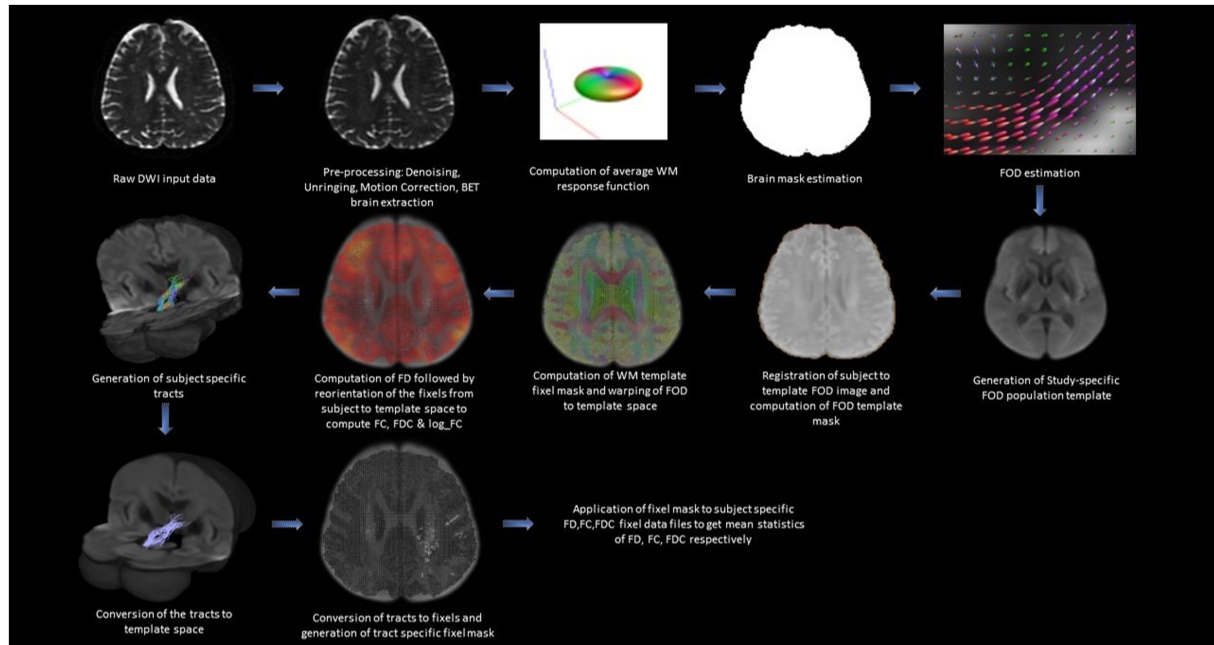 Raw DWI input data
Pre-processing: Denoising,
Unringing, Motion Correction, BET
brain extraction
Computation of average WM
response function
Brain mask estimation
FOD estimation
Generation of Study-specific
FOD population template
Registration of subject to
template FOD image and
computation of FOD template
mask
Computation of WM template
fixel mask and warping of FOD
to template space
Computation of FD followed by
reorientation of the fixels from
subject to template space to
compute FC, FDC & log_FC
Generation of subject specific
tracts
Conversion of the tracts to
template space
Conversion of tracts to fixels and
generation of tract specific fixel mask
Application of fixel mask to subject specific
FD,FC,FDC fixel data files to get mean statistics
of FD, FC, FDC respectively